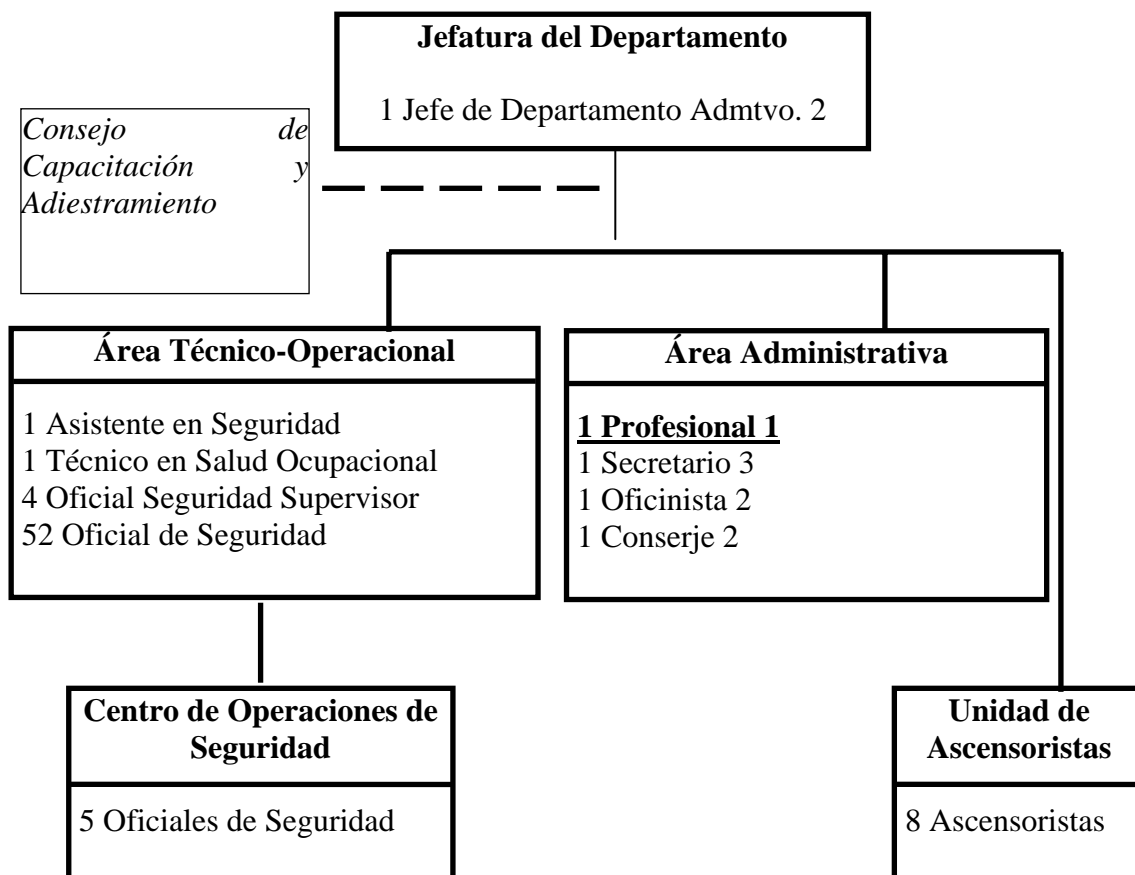 Jefatura del Departamento
1 Jefe de Departamento Admtvo. 2
Consejo de
Capacitación y
Adiestramiento
Área Técnico-Operacional
1 Asistente en Seguridad
1 Técnico en Salud Ocupacional
4 Oficial Seguridad Supervisor
52 Oficial de Seguridad
Área Administrativa
1 Profesional 1
1 Secretario 3
1 Oficinista 2
1 Conserje 2
Centro de Operaciones de
Seguridad
5 Oficiales de Seguridad
Unidad de
Ascensoristas
8 Ascensoristas